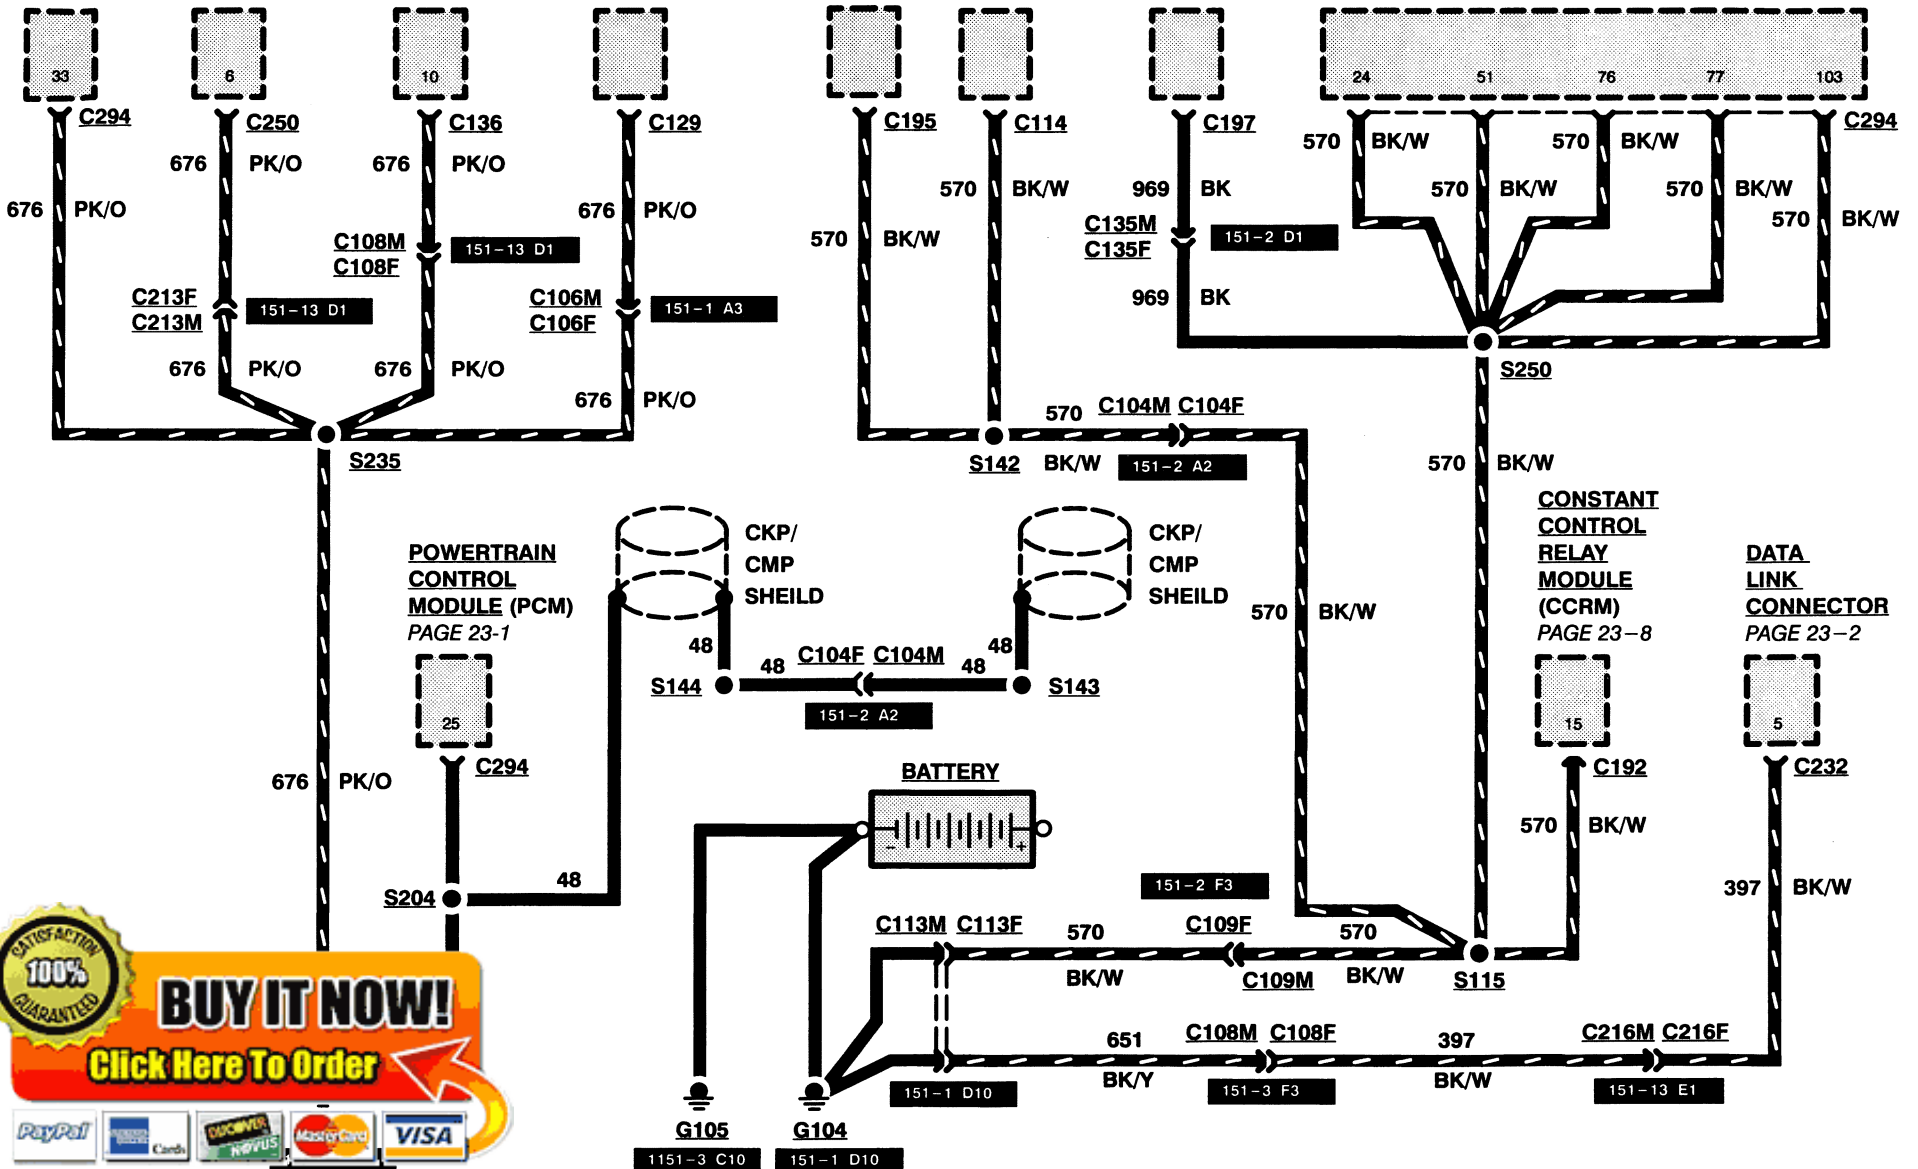 33
6
10
24
51
76
77
103
C294
C250
C136
C129
C195
C114
C197
C294
676 PK/O
676 PK/O
676 PK/O
676 PK/O
570 BK/W
570 BK/W
969 BK
570 BK/W
570 BK/W
570 BK/W
570 BK/W
570 BK/W
C108M
C108F
151-13 D1
C135M
C135F
151-2 D1
C213F
C213M
151-13 D1
C106M
C106F
151-1 A3
969 BK
676 PK/O
676 PK/O
676 PK/O
S250
S235
570 C104M C104F
S142 BK/W
151-2 A2
570 BK/W
POWERTRAIN
CONTROL
MODULE (PCM)
PAGE 23-1
CKP/
CMP
SHEILD
CKP/
CMP
SHEILD
570 BK/W
CONSTANT
CONTROL
RELAY
MODULE
(CCRM)
PAGE 23-8
DATA
LINK
CONNECTOR
PAGE 23-2
48
48 C104F C104M 48
48
S144
S143
151-2 A2
25
15
5
C294
C192
C232
676 PK/O
BATTERY
- +
570 BK/W
397 BK/W
S204
48
151-2 F3
C113M C113F
570
BK/W
C109F
C109M
570
BK/W
S115
651
BK/Y
C108M C108F
397
BK/W
C216M C216F
151-1 D10
151-3 F3
151-13 E1
G105
G104
1151-3 C10
151-1 D10
SATISFACTION
100%
GUARANTEED
BUY IT NOW!
Click Here To Order
PayPal
Cards
DISCOVER
NOVUS
MasterCard
VISA